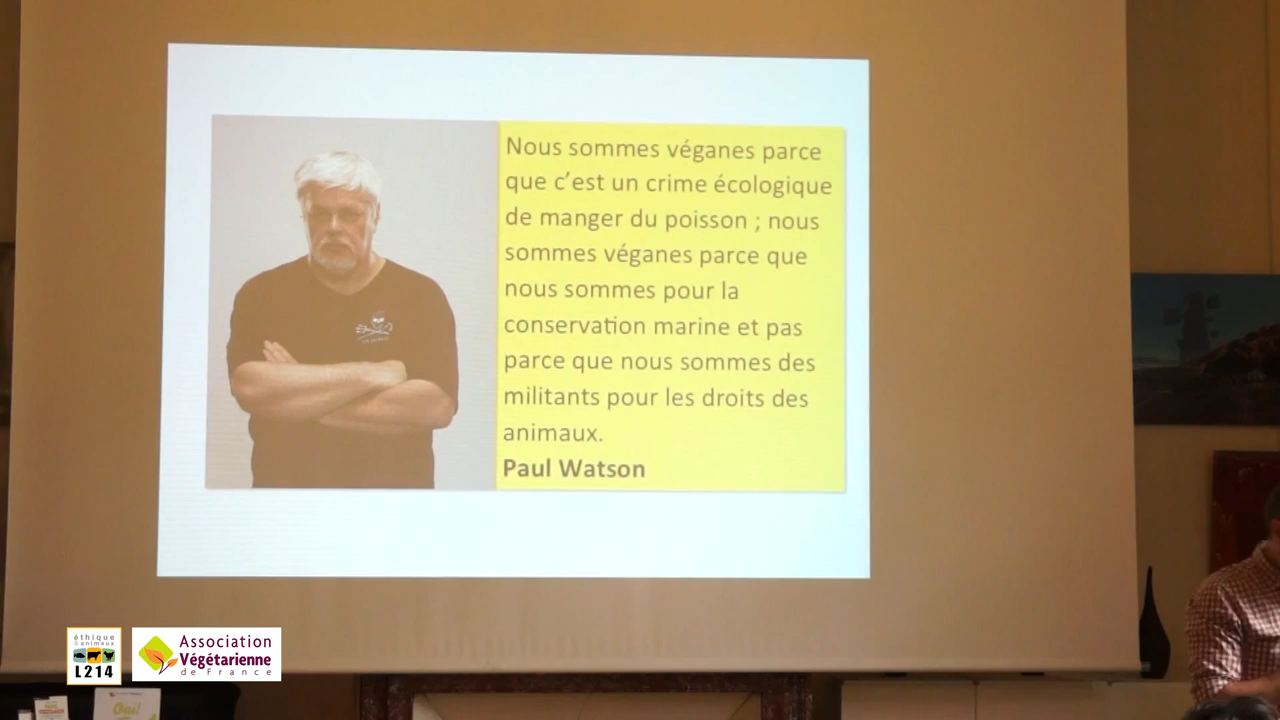 Nous sommes véganes parce
que c’est un crime écologique
de manger du poisson ; nous
sommes véganes parce que
nous sommes pour la
conservation marine et pas
parce que nous sommes des
militants pour les droits des
animaux.
Paul Watson
éthique
& animaux
L214
Association
Végétarienne
de France
Oui!